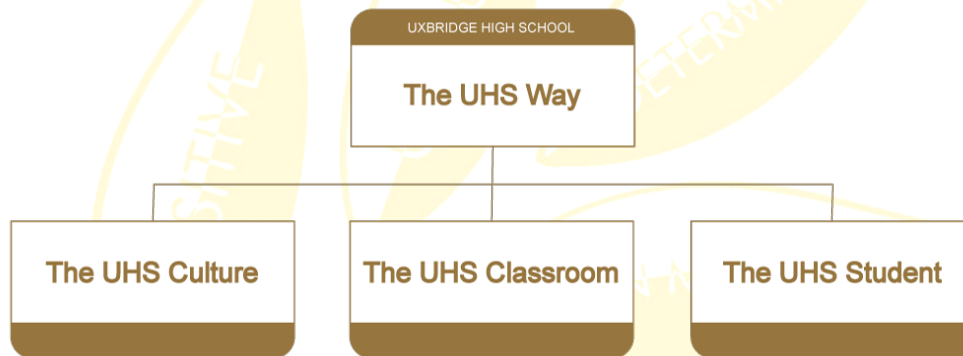 UXBRIDGE HIGH SCHOOL
The UHS Way
The UHS Culture
The UHS Classroom
The UHS Student